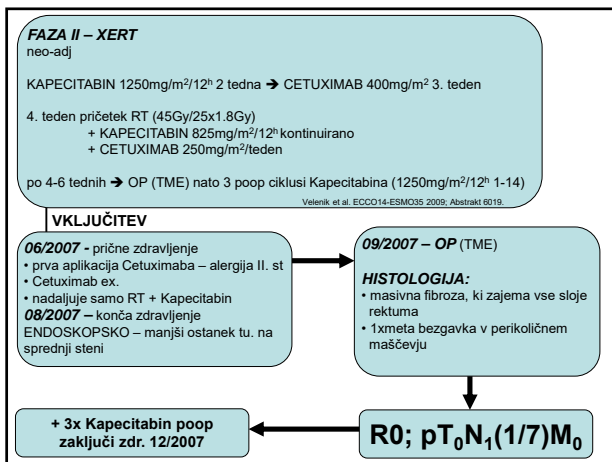 FAZA II – XERT
neo-adj
KAPECITABIN 1250mg/m²/12ʰ 2 tedna ➔ CETUXIMAB 400mg/m² 3. teden
4. teden pričetek RT (45Gy/25x1.8Gy)
+ KAPECITABIN 825mg/m²/12ʰ kontinuirano
+ CETUXIMAB 250mg/m²/teden
po 4-6 tednih ➔ OP (TME) nato 3 poop ciklusi Kapecitabina (1250mg/m²/12ʰ 1-14)
Velenik et al. ECCO14-ESMO35 2009; Abstrakt 6019.
VKLJUČITEV
06/2007 - prične zdravljenje
• prva aplikacija Cetuximaba – alergija II. st
• Cetuximab ex.
• nadaljuje samo RT + Kapecitabin
08/2007 – konča zdravljenje
ENDOSKOPSKO – manjši ostanek tu. na
sprednji steni
09/2007 – OP (TME)
HISTOLOGIJA:
• masivna fibroza, ki zajema vse sloje
rektuma
• 1xmeta bezgavka v perikoličnem
maščevju
R0; pT₀N₁(1/7)M₀
+ 3x Kapecitabin poop
zaključi zdr. 12/2007